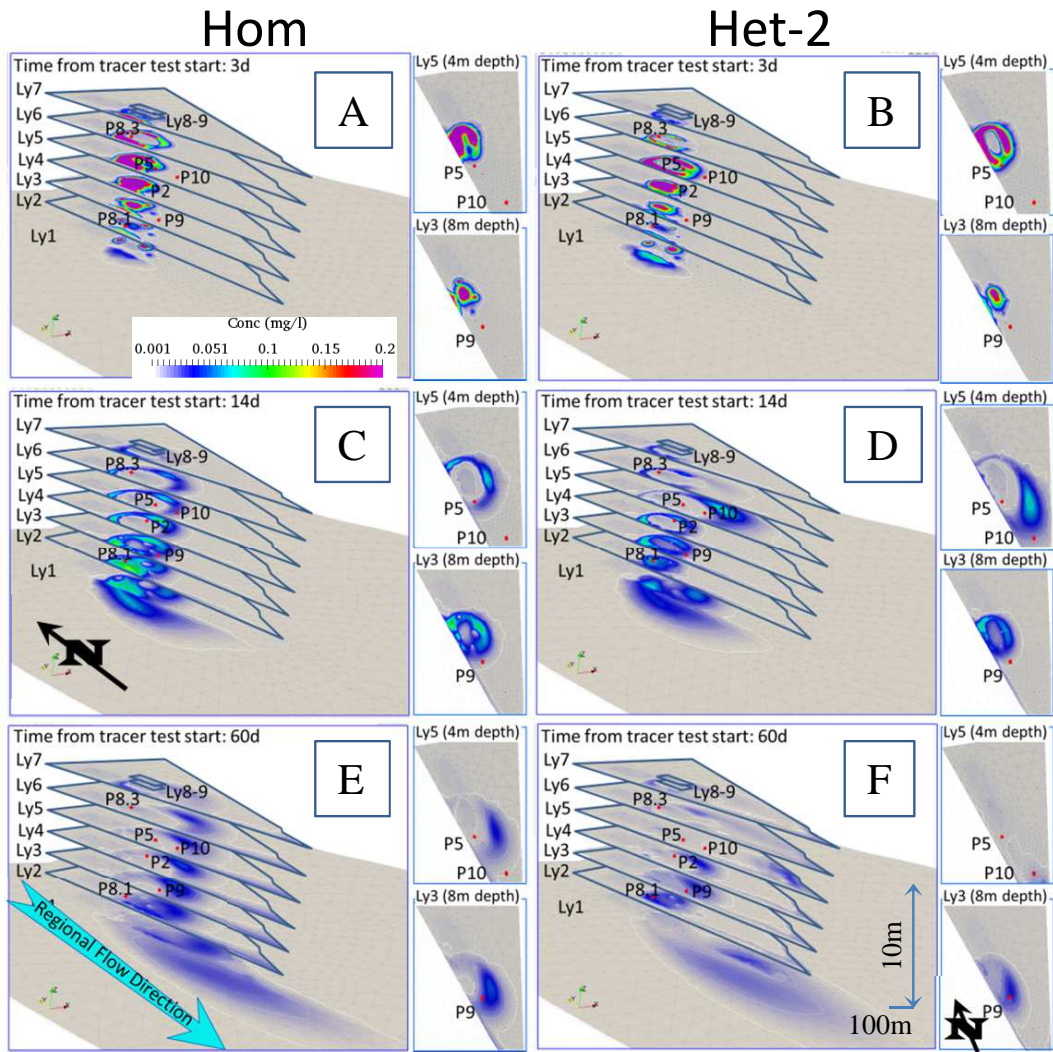 Hom
Het-2
Time from tracer test start: 3d
Ly7
Ly6
Ly5
Ly4
Ly3
Ly2
Ly1
P8.3
Ly8-9
P5
P10
P2
P8.1
P9
A
Conc (mg/l)
0.001 0.051 0.1 0.15 0.2
Ly5 (4m depth)
P5
P10
Ly3 (8m depth)
P9
Time from tracer test start: 3d
Ly7
Ly6
Ly5
Ly4
Ly3
Ly2
Ly1
P8.3
Ly8-9
P5
P10
P2
P8.1
P9
B
Ly5 (4m depth)
P5
P10
Ly3 (8m depth)
P9
Time from tracer test start: 14d
Ly7
Ly6
Ly5
Ly4
Ly3
Ly2
Ly1
P8.3
Ly8-9
P5
P10
P2
P8.1
P9
C
N
Ly5 (4m depth)
P5
P10
Ly3 (8m depth)
P9
Time from tracer test start: 14d
Ly7
Ly6
Ly5
Ly4
Ly3
Ly2
Ly1
P8.3
Ly8-9
P5
P10
P2
P8.1
P9
D
Ly5 (4m depth)
P5
P10
Ly3 (8m depth)
P9
Time from tracer test start: 60d
Ly7
Ly6
Ly5
Ly4
Ly3
Ly2
P8.3
Ly8-9
P5
P10
P2
P8.1
P9
E
Regional Flow Direction
Ly5 (4m depth)
P5
P10
Ly3 (8m depth)
P9
Time from tracer test start: 60d
Ly7
Ly6
Ly5
Ly4
Ly3
Ly2
Ly1
P8.3
Ly8-9
P5
P10
P2
P8.1
P9
F
10m
100m
Ly5 (4m depth)
P5
P10
Ly3 (8m depth)
P9
N